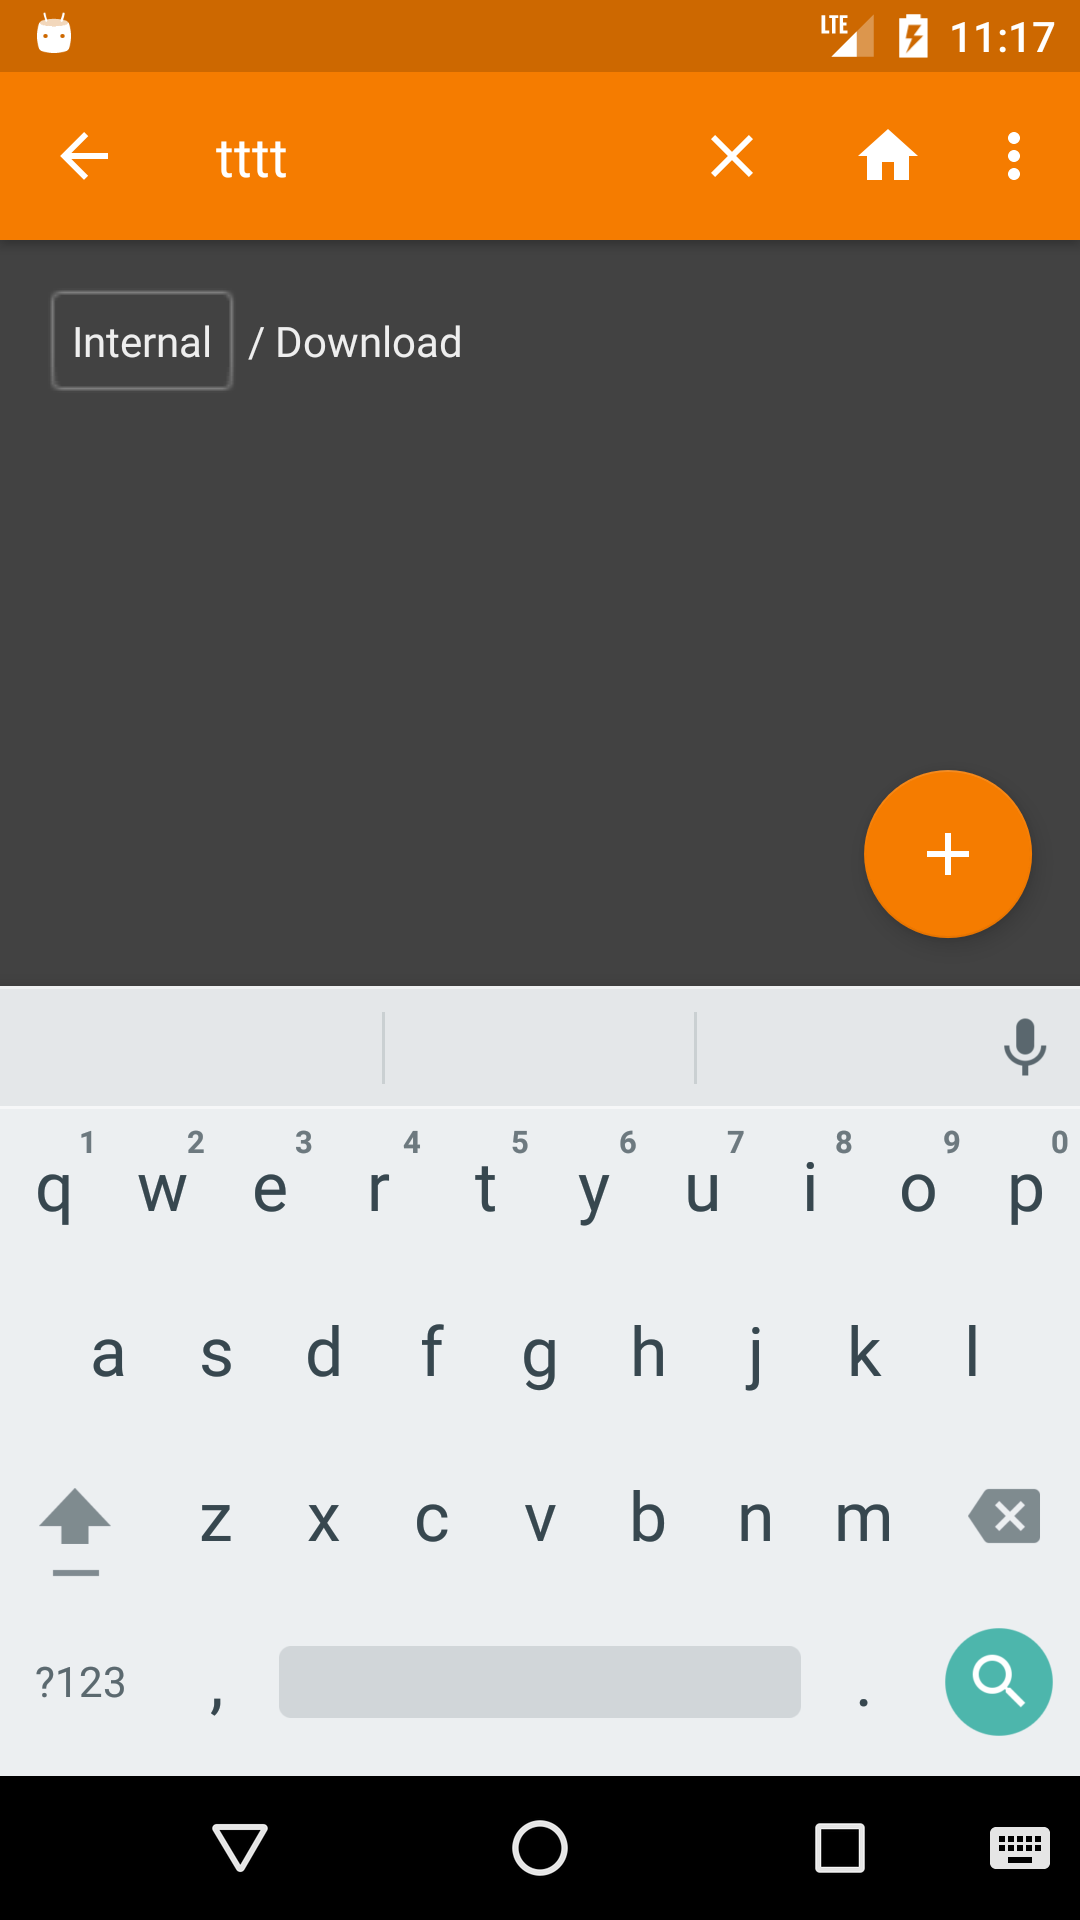 LTE 11:17
tttt
Internal / Download
1 2 3 4 5 6 7 8 9 0
q w e r t y u i o p
a s d f g h j k l
z x c v b n m
?123 , .